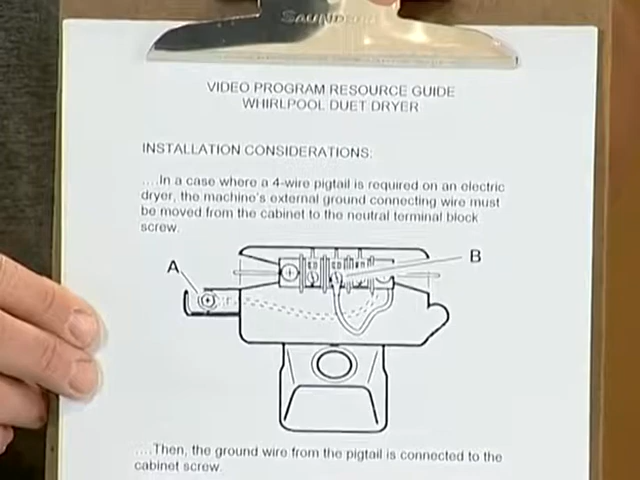 SAUNDERS
VIDEO PROGRAM RESOURCE GUIDE
WHIRLPOOL DUET DRYER
INSTALLATION CONSIDERATIONS:
....In a case where a 4-wire pigtail is required on an electric
dryer, the machine's external ground connecting wire must
be moved from the cabinet to the neutral terminal block
screw.
A
B
....Then, the ground wire from the pigtail is connected to the
cabinet screw.